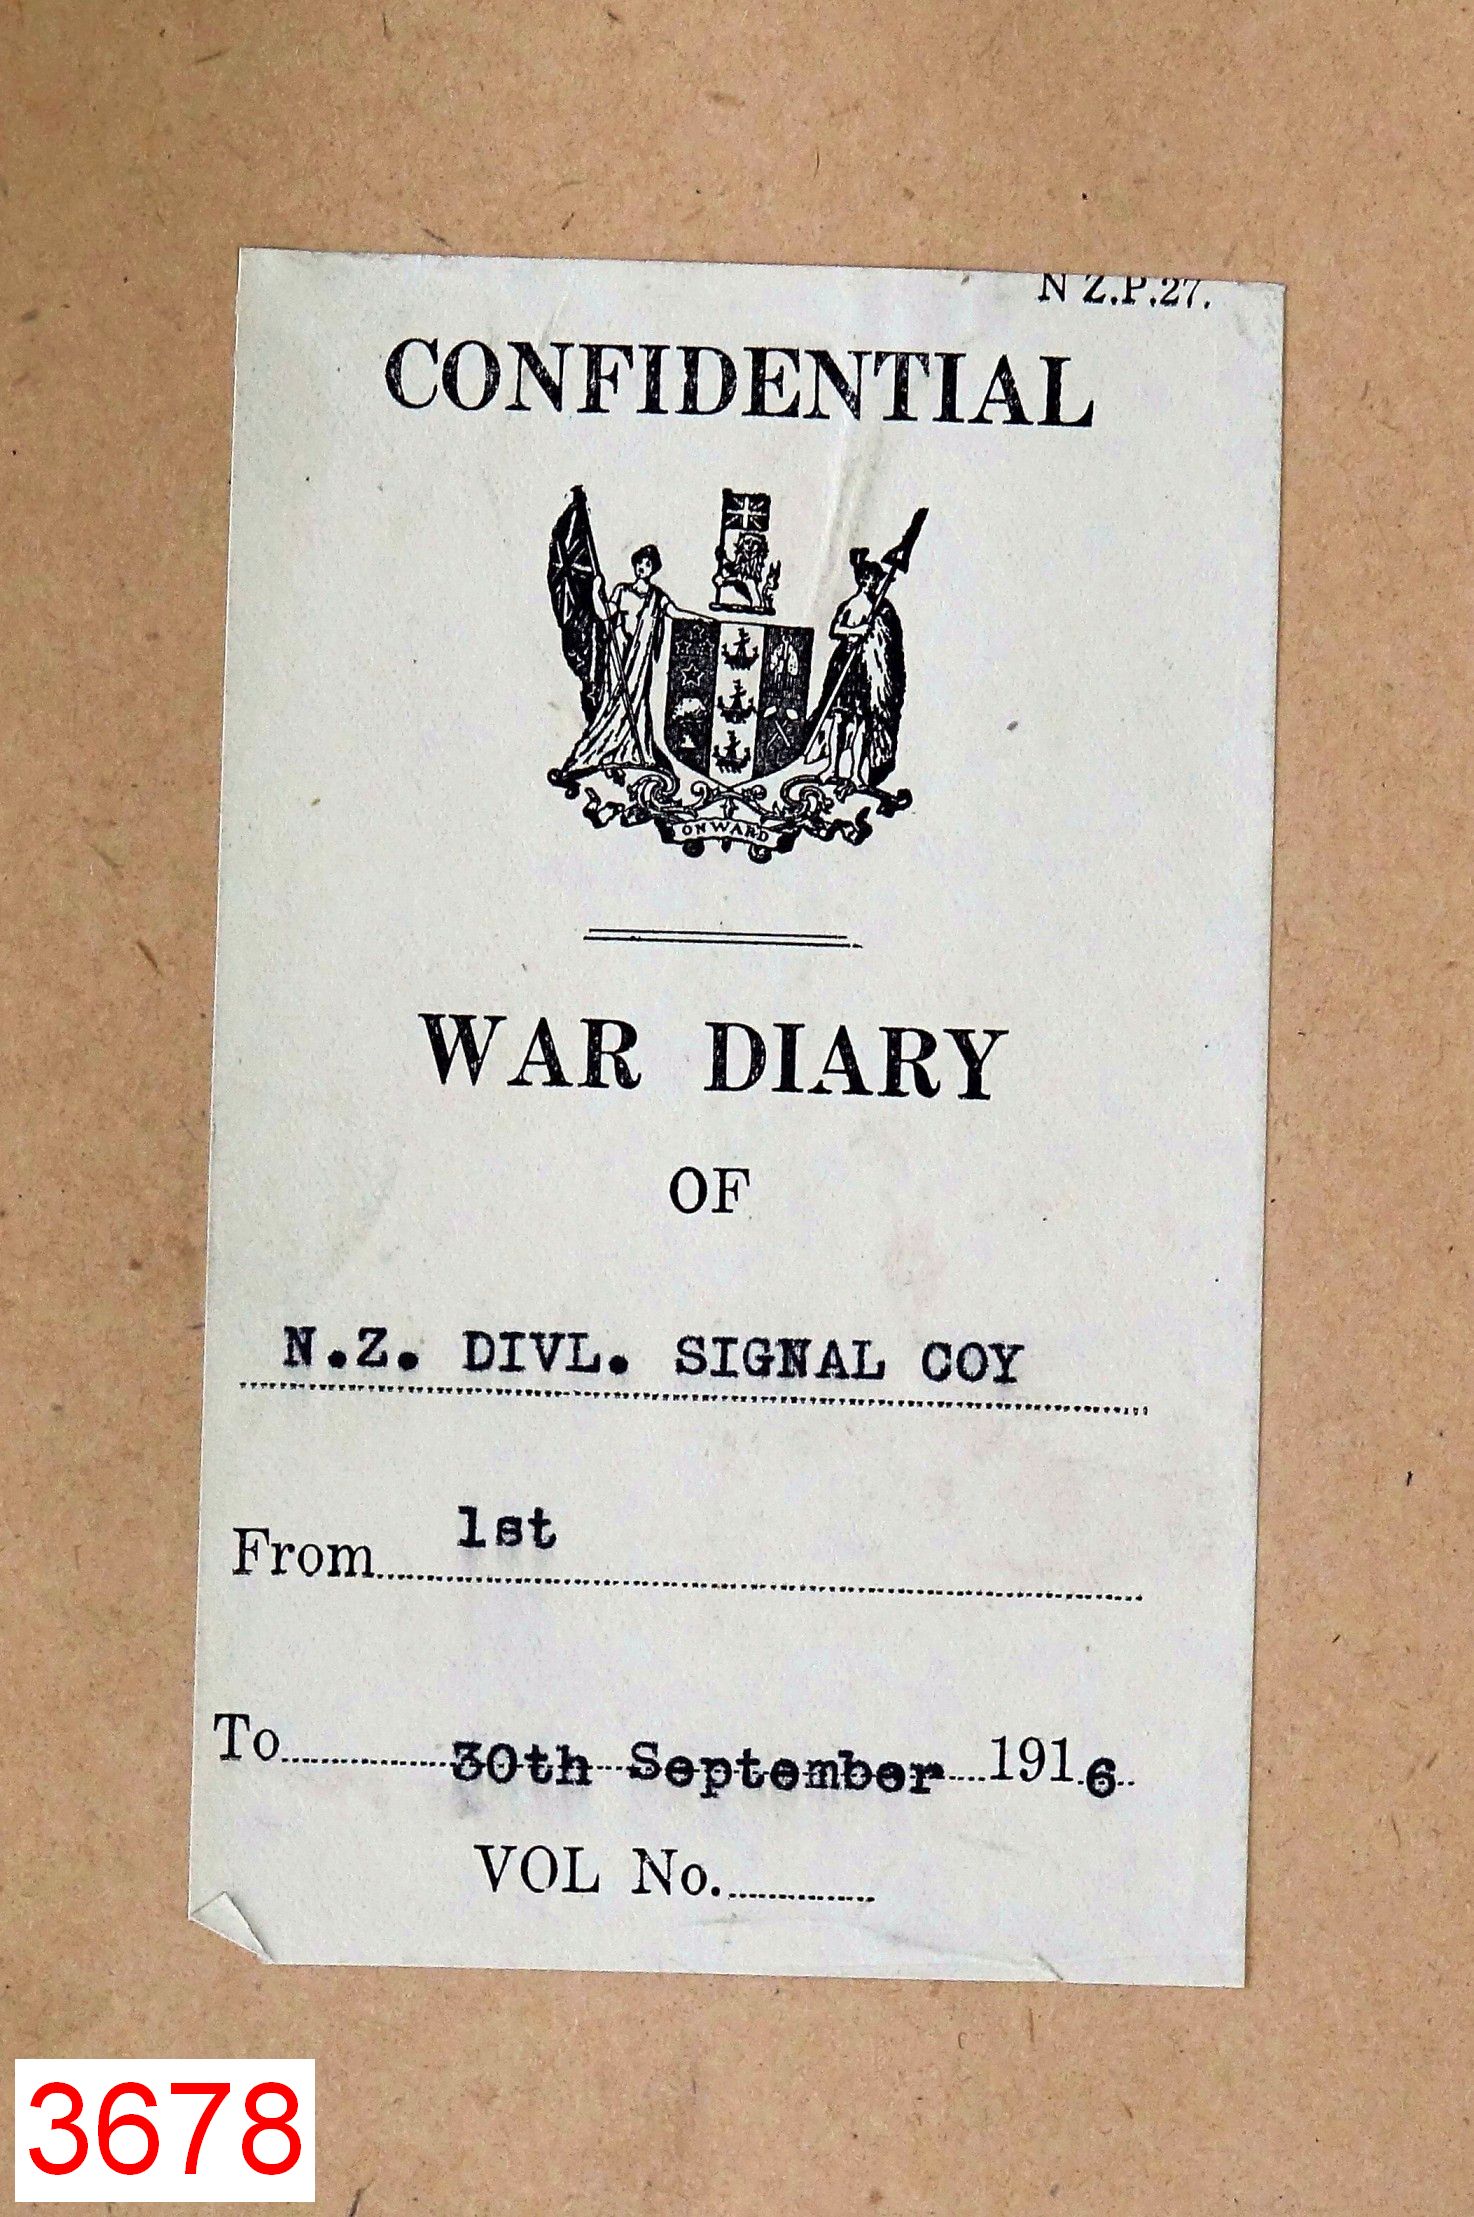 N Z.P.27.
CONFIDENTIAL
ONWARD
WAR DIARY
OF
N.Z. DIVL. SIGNAL COY
From 1st
To 30th September 1916
VOL No.
3678